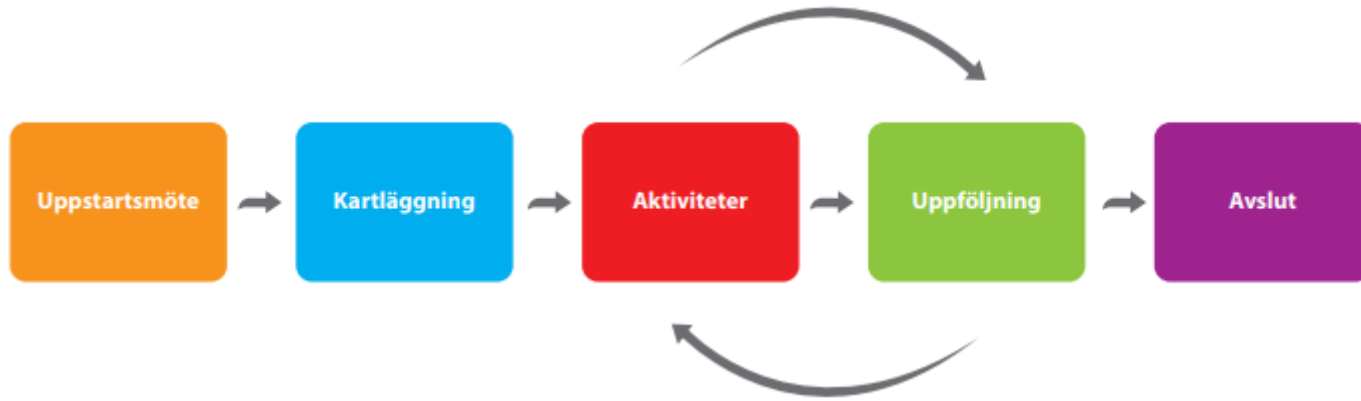 Uppstartsmöte
Kartläggning
Aktiviteter
Uppföljning
Avslut